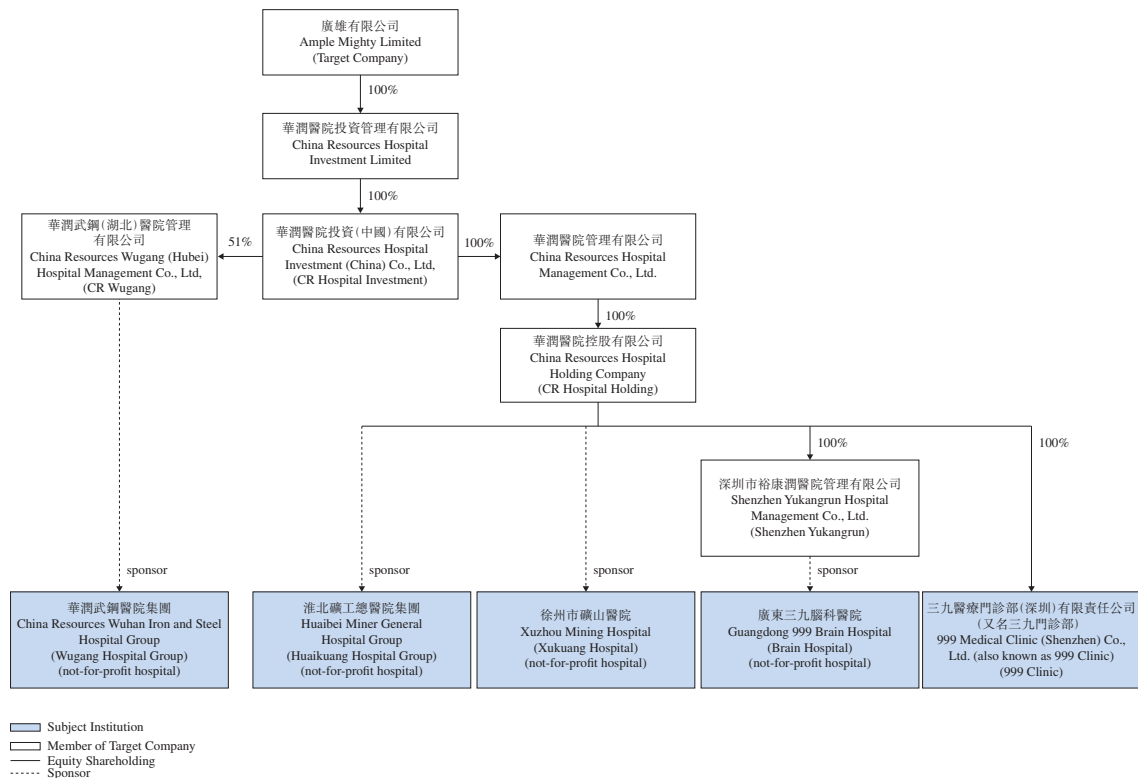 廣雄有限公司
Ample Mighty Limited
(Target Company)
100%
華潤醫院投資管理有限公司
China Resources Hospital
Investment Limited
100%
華潤武鋼(湖北)醫院管理
有限公司
China Resources Wugang (Hubei)
Hospital Management Co., Ltd,
(CR Wugang)
51%
華潤醫院投資(中國)有限公司
China Resources Hospital
Investment (China) Co., Ltd,
(CR Hospital Investment)
100%
華潤醫院管理有限公司
China Resources Hospital
Management Co., Ltd.
100%
華潤醫院控股有限公司
China Resources Hospital
Holding Company
(CR Hospital Holding)
100%
100%
深圳市裕康潤醫院管理有限公司
Shenzhen Yukangrun Hospital
Management Co., Ltd.
(Shenzhen Yukangrun)
sponsor
sponsor
sponsor
sponsor
華潤武鋼醫院集團
China Resources Wuhan Iron and Steel
Hospital Group
(Wugang Hospital Group)
(not-for-profit hospital)
淮北礦工總醫院集團
Huaibei Miner General
Hospital Group
(Huaikuang Hospital Group)
(not-for-profit hospital)
徐州市礦山醫院
Xuzhou Mining Hospital
(Xukuang Hospital)
(not-for-profit hospital)
廣東三九腦科醫院
Guangdong 999 Brain Hospital
(Brain Hospital)
(not-for-profit hospital)
三九醫療門診部(深圳)有限責任公司
(又名三九門診部)
999 Medical Clinic (Shenzhen) Co.,
Ltd. (also known as 999 Clinic)
(999 Clinic)
Subject Institution
Member of Target Company
Equity Shareholding
Sponsor